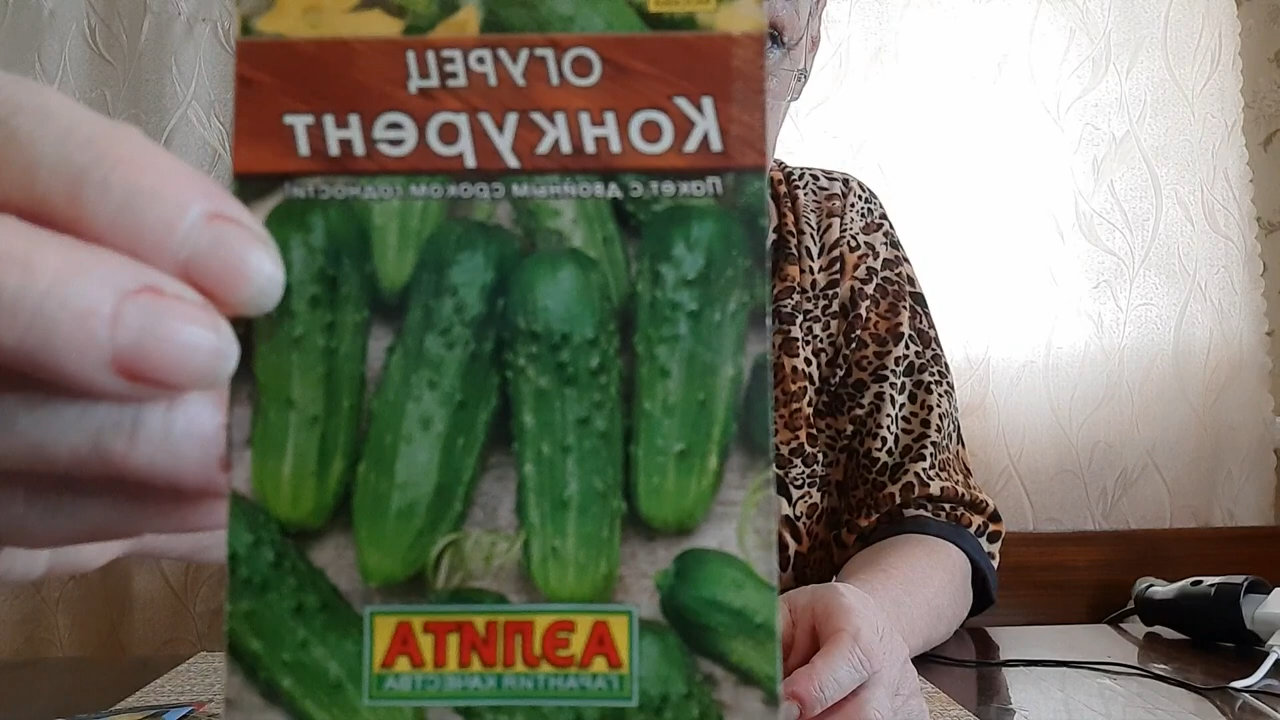 ОГУРЕЦ
Конкурент
Пакет с двойным сроком годности!
АЭЛИТА
ГАРАНТИЯ КАЧЕСТВА